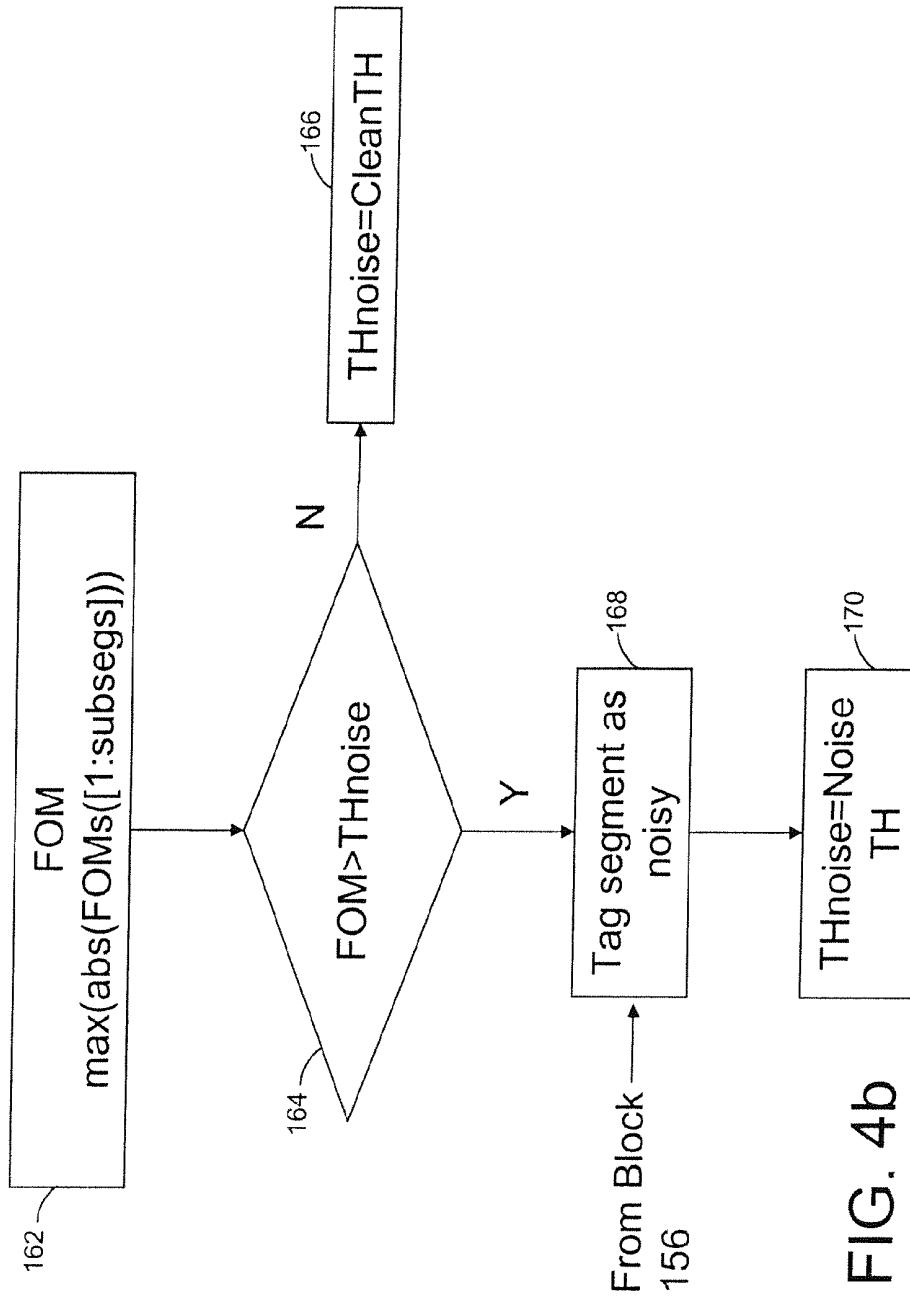 162
FOM
max(abs(FOMs([1:subsegs]))
164
FOM>THnoise
N
166
THnoise=CleanTH
Y
From Block
156
168
Tag segment as
noisy
170
THnoise=Noise
TH
FIG. 4b